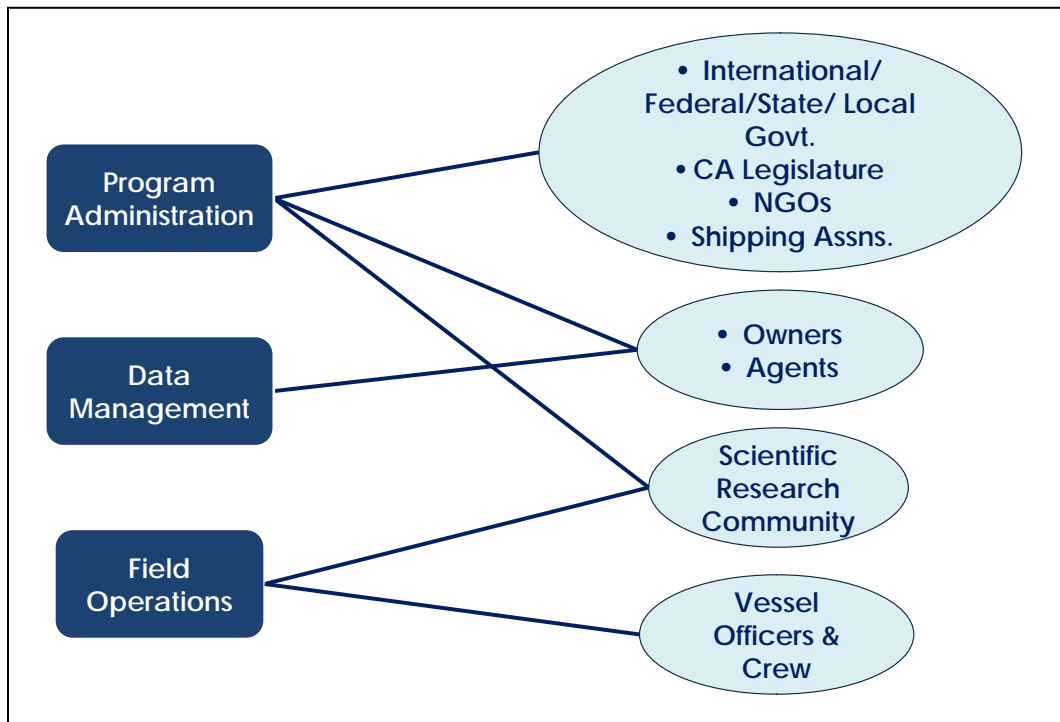 Program
Administration
• International/
Federal/State/ Local
Govt.
• CA Legislature
• NGOs
• Shipping Assns.
Data
Management
• Owners
• Agents
Scientific
Research
Community
Field
Operations
Vessel
Officers &
Crew